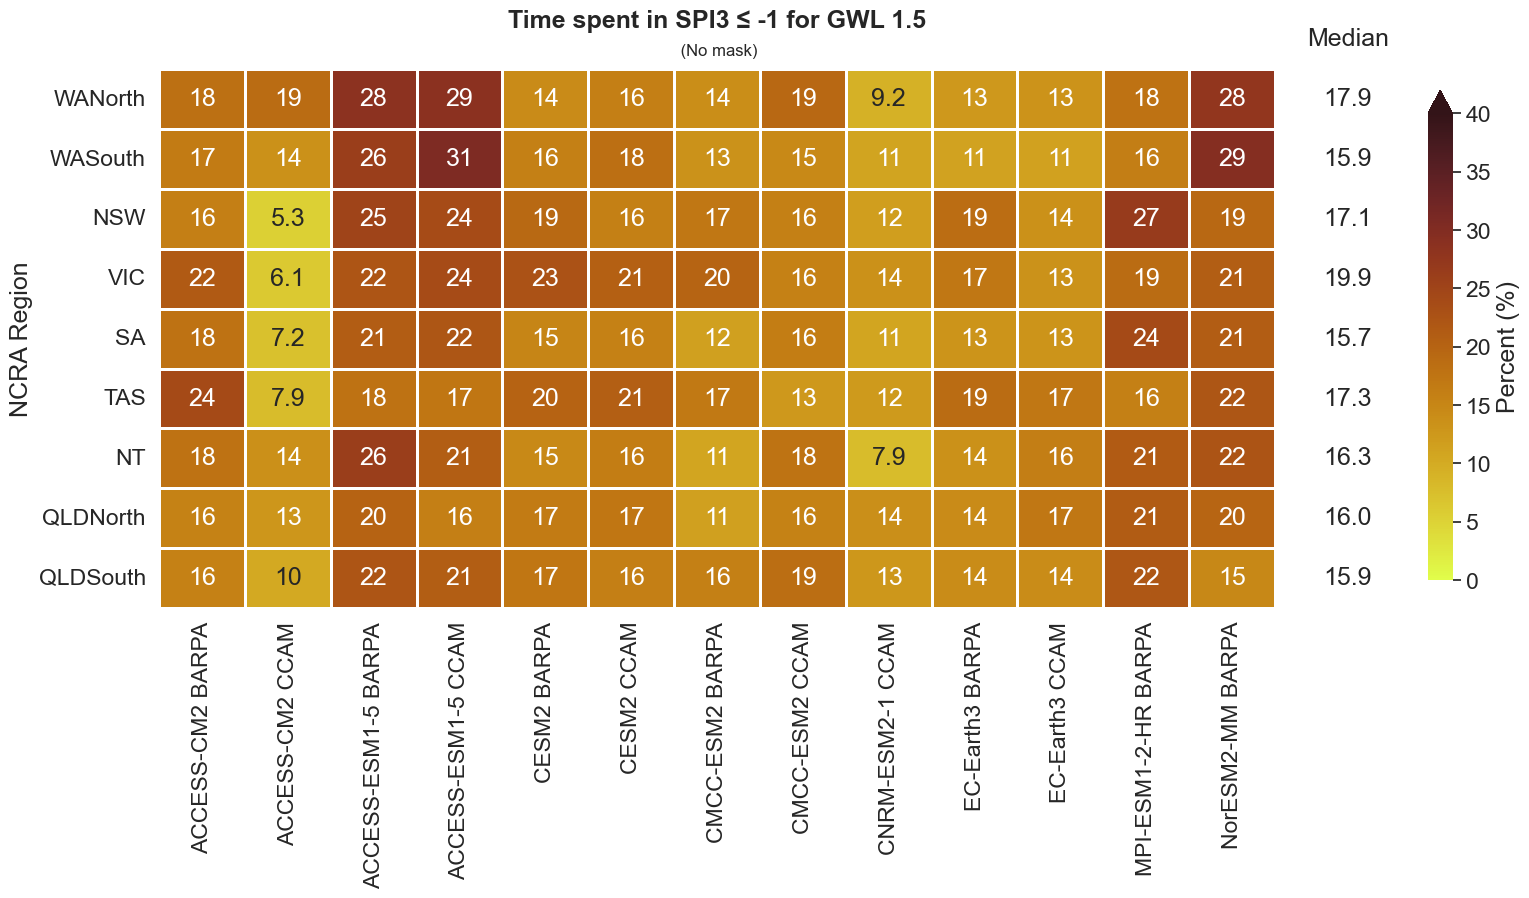 Time spent in SPI3 ≤ -1 for GWL 1.5
(No mask)
Median
WANorth 18 19 28 29 14 16 14 19 9.2 13 13 18 28 17.9
WASouth 17 14 26 31 16 18 13 15 11 11 11 16 29 15.9
NSW 16 5.3 25 24 19 16 17 16 12 19 14 27 19 17.1
VIC 22 6.1 22 24 23 21 20 16 14 17 13 19 21 19.9
SA 18 7.2 21 22 15 16 12 16 11 13 13 24 21 15.7
TAS 24 7.9 18 17 20 21 17 13 12 19 17 16 22 17.3
NT 18 14 26 21 15 16 11 18 7.9 14 16 21 22 16.3
QLDNorth 16 13 20 16 17 17 11 16 14 14 17 21 20 16.0
QLDSouth 16 10 22 21 17 16 16 19 13 14 14 22 15 15.9
NCRA Region
ACCESS-CM2 BARPA
ACCESS-CM2 CCAM
ACCESS-ESM1-5 BARPA
ACCESS-ESM1-5 CCAM
CESM2 BARPA
CESM2 CCAM
CMCC-ESM2 BARPA
CMCC-ESM2 CCAM
CNRM-ESM2-1 CCAM
EC-Earth3 BARPA
EC-Earth3 CCAM
MPI-ESM1-2-HR BARPA
NorESM2-MM BARPA
40
35
30
25
20
15
10
5
0
Percent (%)